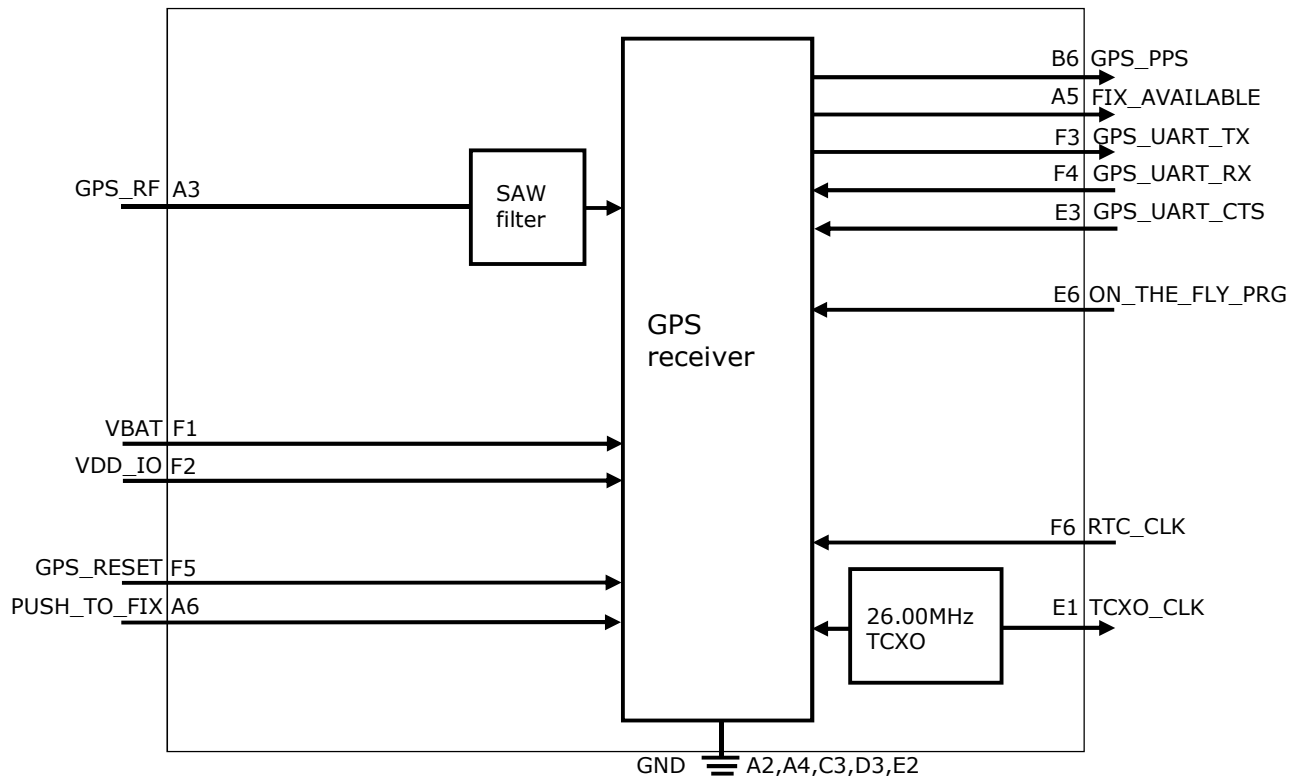 B6 GPS_PPS
A5 FIX_AVAILABLE
F3 GPS_UART_TX
F4 GPS_UART_RX
E3 GPS_UART_CTS
GPS_RF A3
SAW
filter
E6 ON_THE_FLY_PRG
GPS
receiver
VBAT F1
VDD_IO F2
F6 RTC_CLK
GPS_RESET F5
PUSH_TO_FIX A6
26.00MHz
TCXO
E1 TCXO_CLK
GND A2,A4,C3,D3,E2